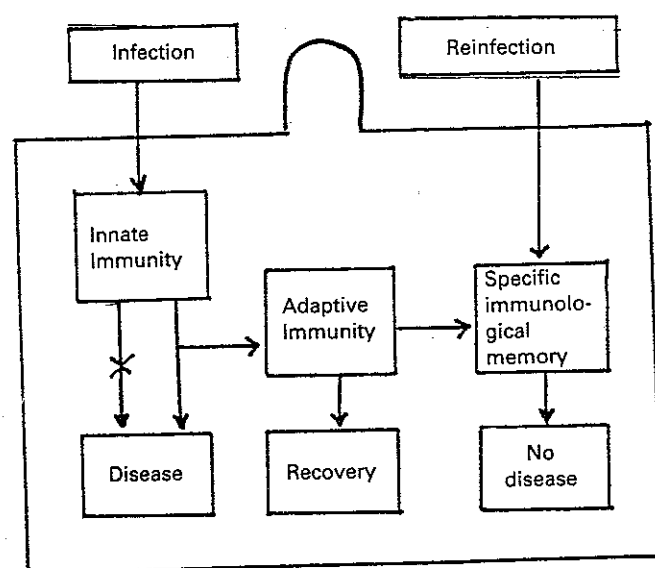 Infection
Reinfection
Innate
Immunity
Adaptive
Immunity
Specific
immunolo-
gical
memory
Disease
Recovery
No
disease